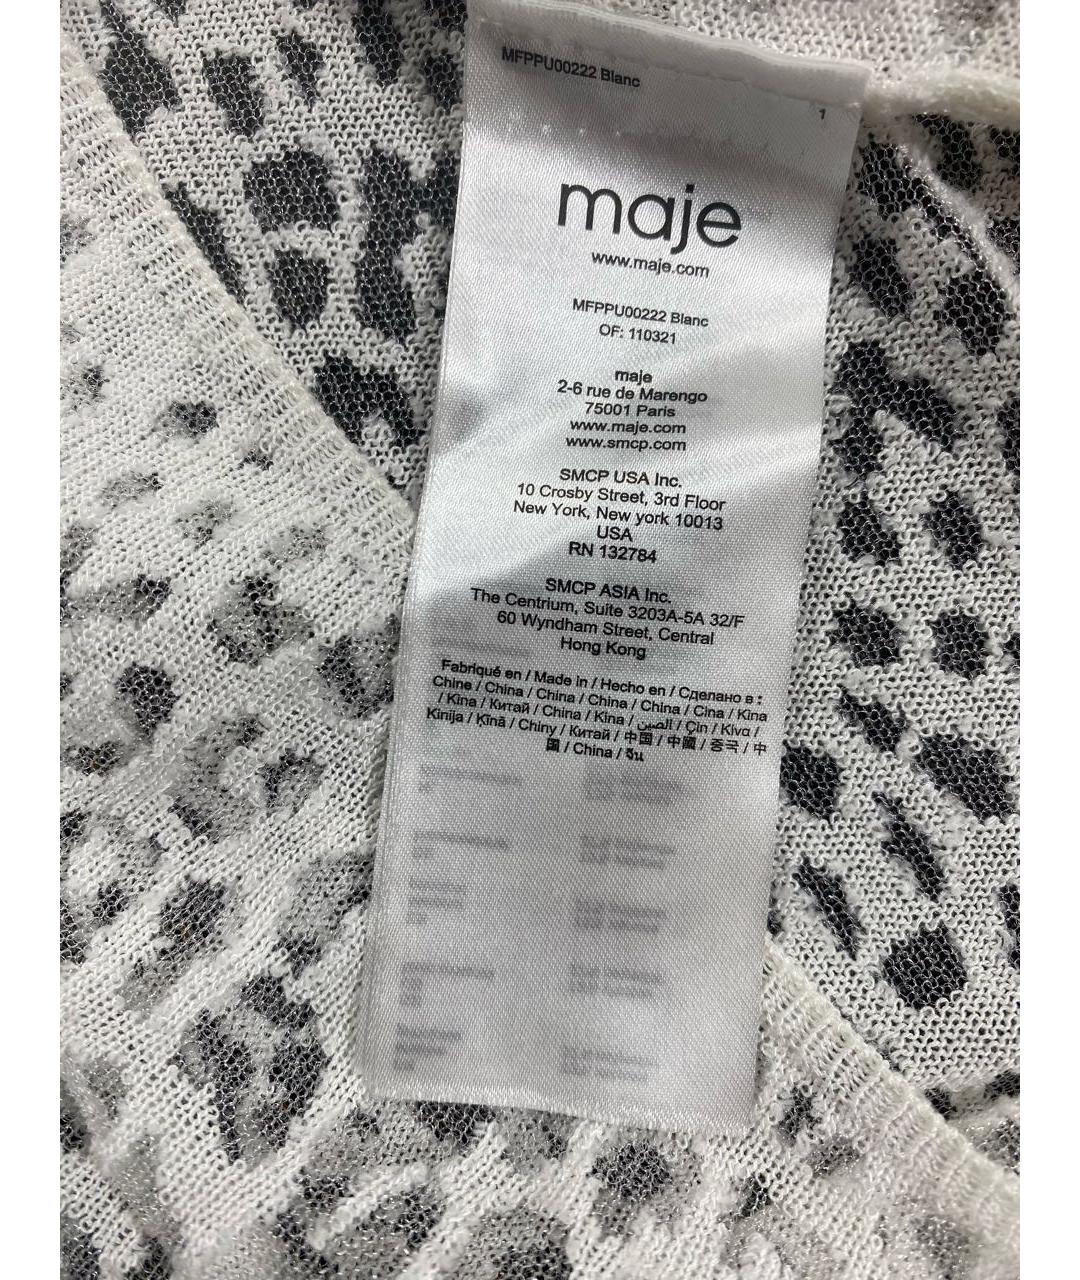 MFPPU00222 Blanc
1
maje
www.maje.com
MFPPU00222 Blanc
OF: 110321
maje
2-6 rue de Marengo
75001 Paris
www.maje.com
www.smcp.com
SMCP USA Inc.
10 Crosby Street, 3rd Floor
New York, New york 10013
USA
RN 132784
SMCP ASIA Inc.
The Centrium, Suite 3203A-5A 32/F
60 Wyndham Street, Central
Hong Kong
Fabriqué en / Made in / Hecho en / Сделано в :
Chine / China / China / China / China / Cina / Kina
/ Kina / Китай / China / Kina / الصين / Çin / Κίνα /
Kinija / Ķīnā / Chiny / Китай / 中国 / 中國 / 중국 / 中
国 / China / จีน